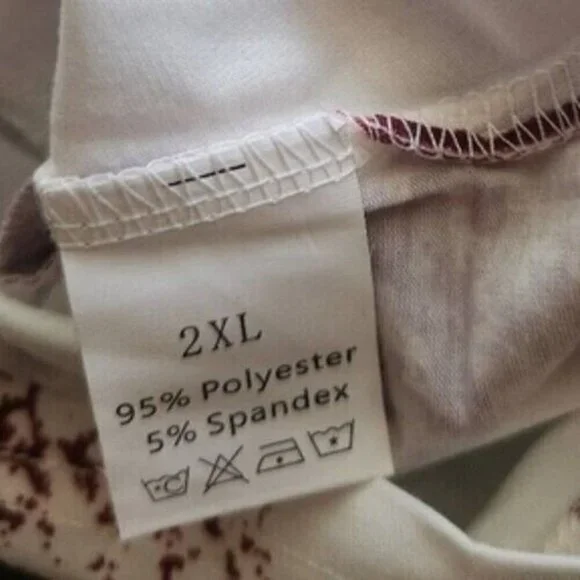 2XL
95% Polyester
5% Spandex